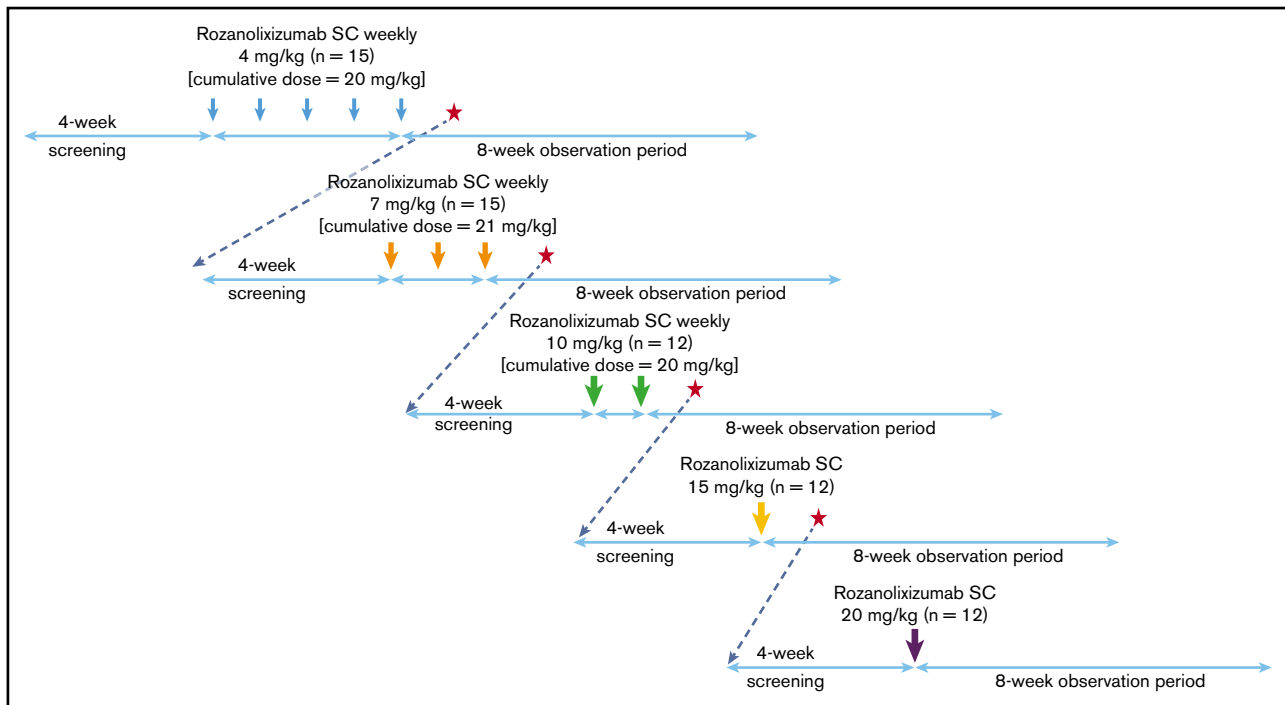 Rozanolixizumab SC weekly
4 mg/kg (n = 15)
[cumulative dose = 20 mg/kg]
4-week
screening
8-week observation period
Rozanolixizumab SC weekly
7 mg/kg (n = 15)
[cumulative dose = 21 mg/kg]
4-week
screening
8-week observation period
Rozanolixizumab SC weekly
10 mg/kg (n = 12)
[cumulative dose = 20 mg/kg]
4-week
screening
8-week observation period
Rozanolixizumab SC
15 mg/kg (n = 12)
4-week
screening
8-week observation period
Rozanolixizumab SC
20 mg/kg (n = 12)
4-week
screening
8-week observation period